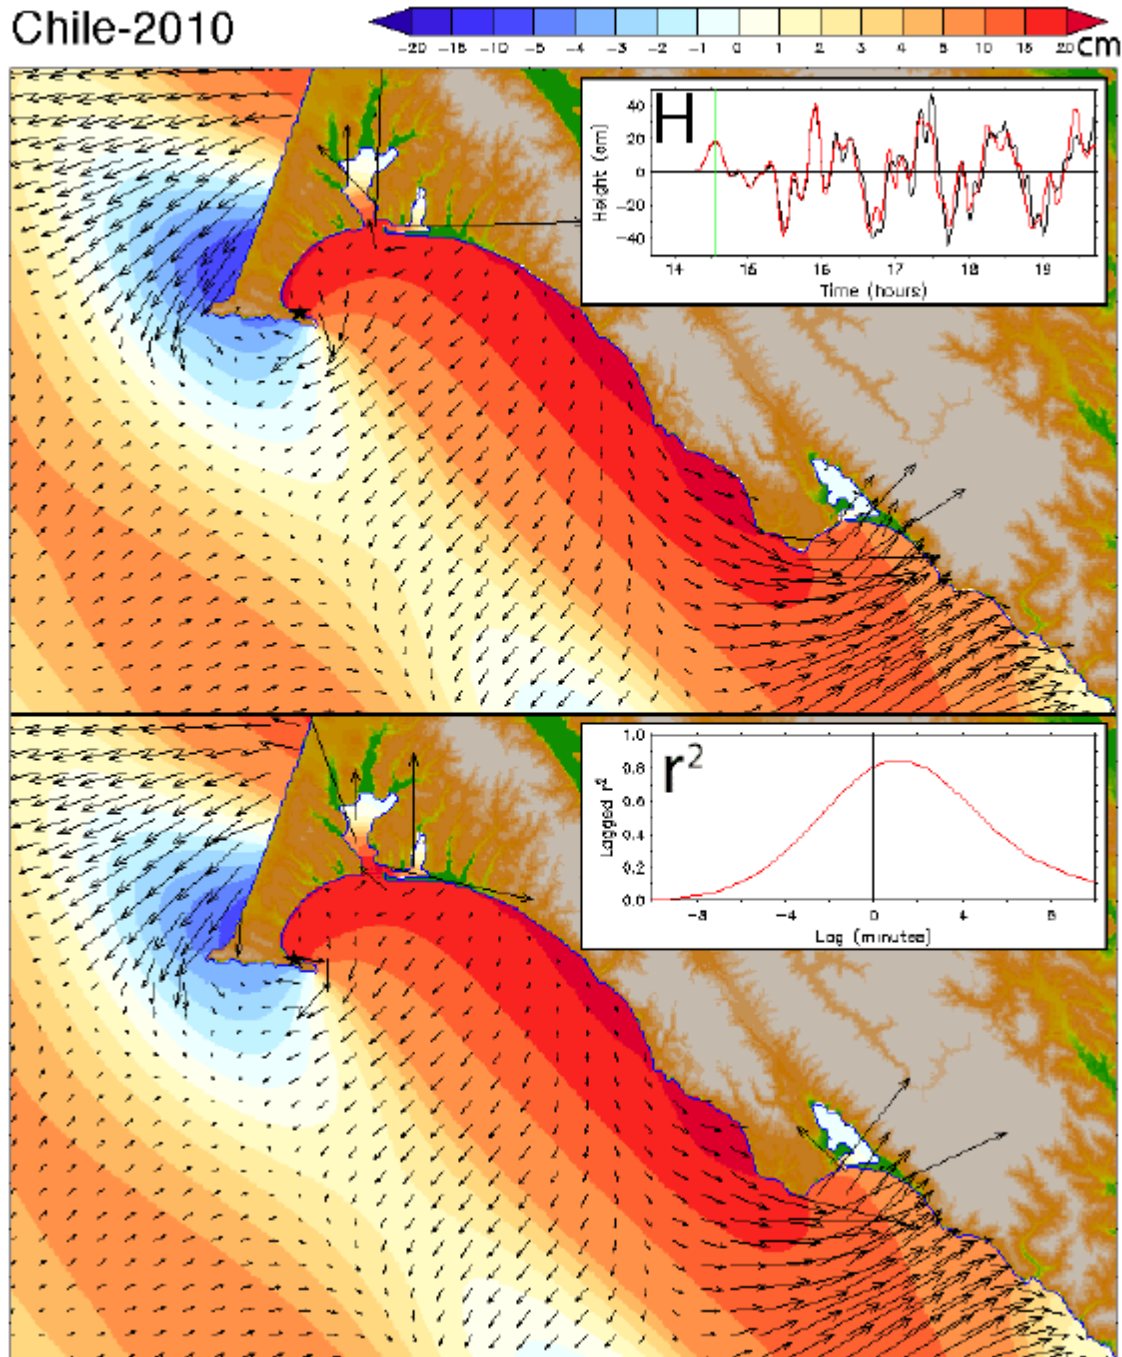 Chile-2010
-20 -15 -10 -5 -4 -3 -2 -1 0 1 2 3 4 5 10 15 20 cm
H
Height (cm)
40
20
0
-20
-40
14 15 16 17 18 19
Time (hours)
r²
Lagged r²
1.0
0.8
0.6
0.4
0.2
0.0
-8 -4 0 4 8
Lag (minutes)